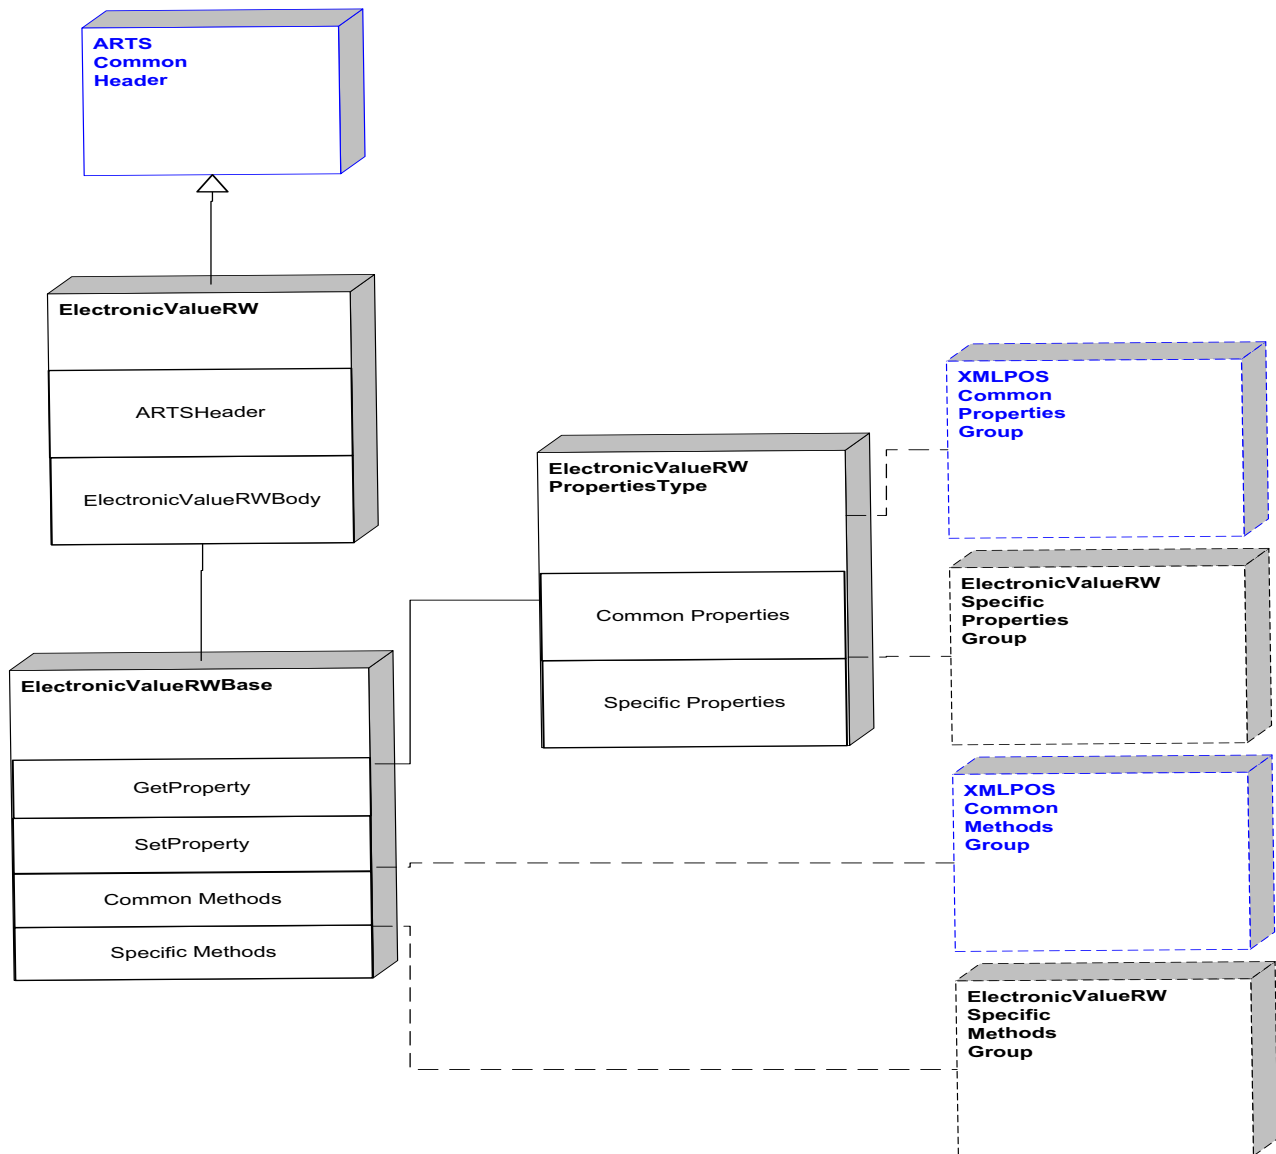 ARTS
Common
Header
ElectronicValueRW
ARTSHeader
ElectronicValueRWBody
ElectronicValueRWBase
GetProperty
SetProperty
Common Methods
Specific Methods
ElectronicValueRW
PropertiesType
Common Properties
Specific Properties
XMLPOS
Common
Properties
Group
ElectronicValueRW
Specific
Properties
Group
XMLPOS
Common
Methods
Group
ElectronicValueRW
Specific
Methods
Group